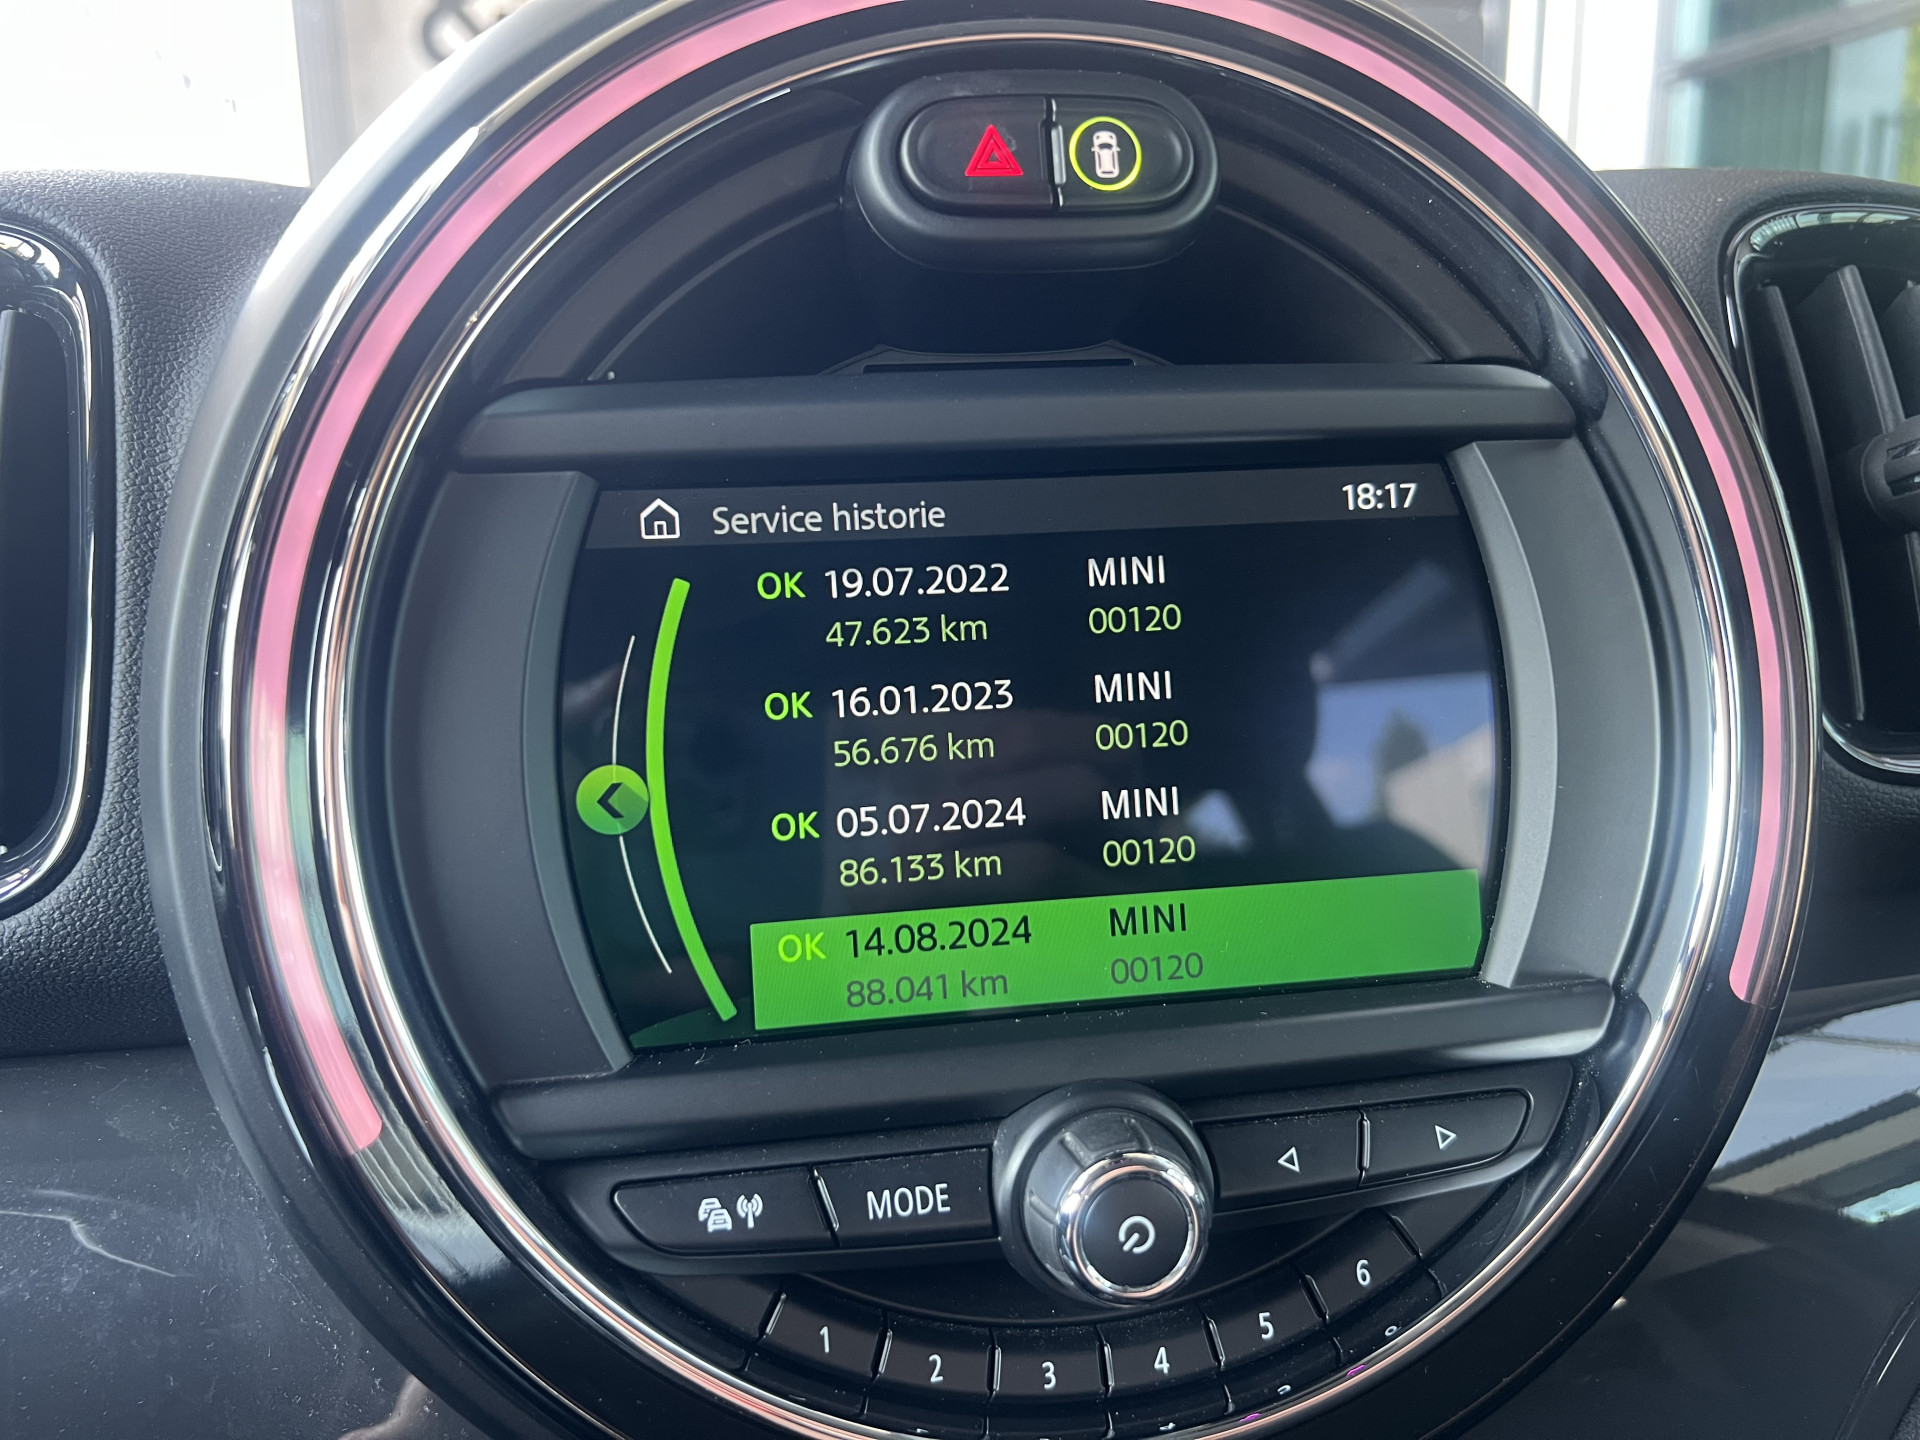 Service historie 18:17
OK 19.07.2022 MINI
47.623 km 00120
OK 16.01.2023 MINI
56.676 km 00120
OK 05.07.2024 MINI
86.133 km 00120
OK 14.08.2024 MINI
88.041 km 00120
MODE
1 2 3 4 5 6